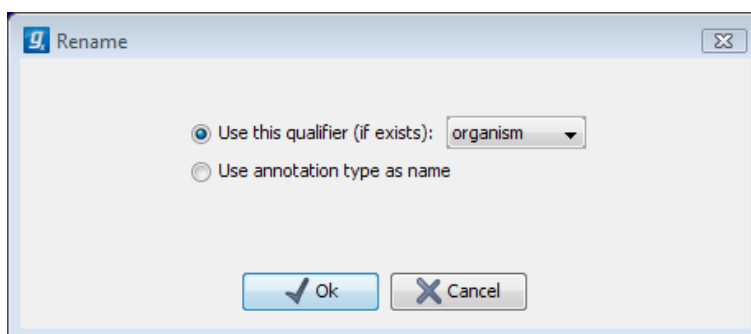 Rename
Use this qualifier (if exists): organism
Use annotation type as name
Ok Cancel